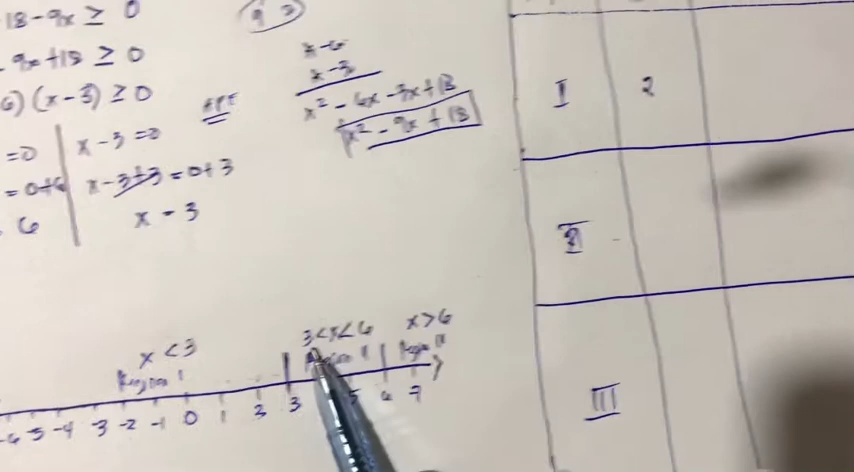 18 - 9x ≥ 0
- 9x + 18 ≥ 0
6) (x - 3) ≥ 0
= 0 | x - 3 = 0
= 0 + 6 | x - 3 + 3 = 0 + 3
6 | x = 3
x - 6
x - 3
x² - 6x - 3x + 18
x² - 9x + 18
x < 3
Region I
3 < x < 6
x > 6
Region II
-6 -5 -4 -3 -2 -1 0 1 2 3 5 6 7
I 2
II
III